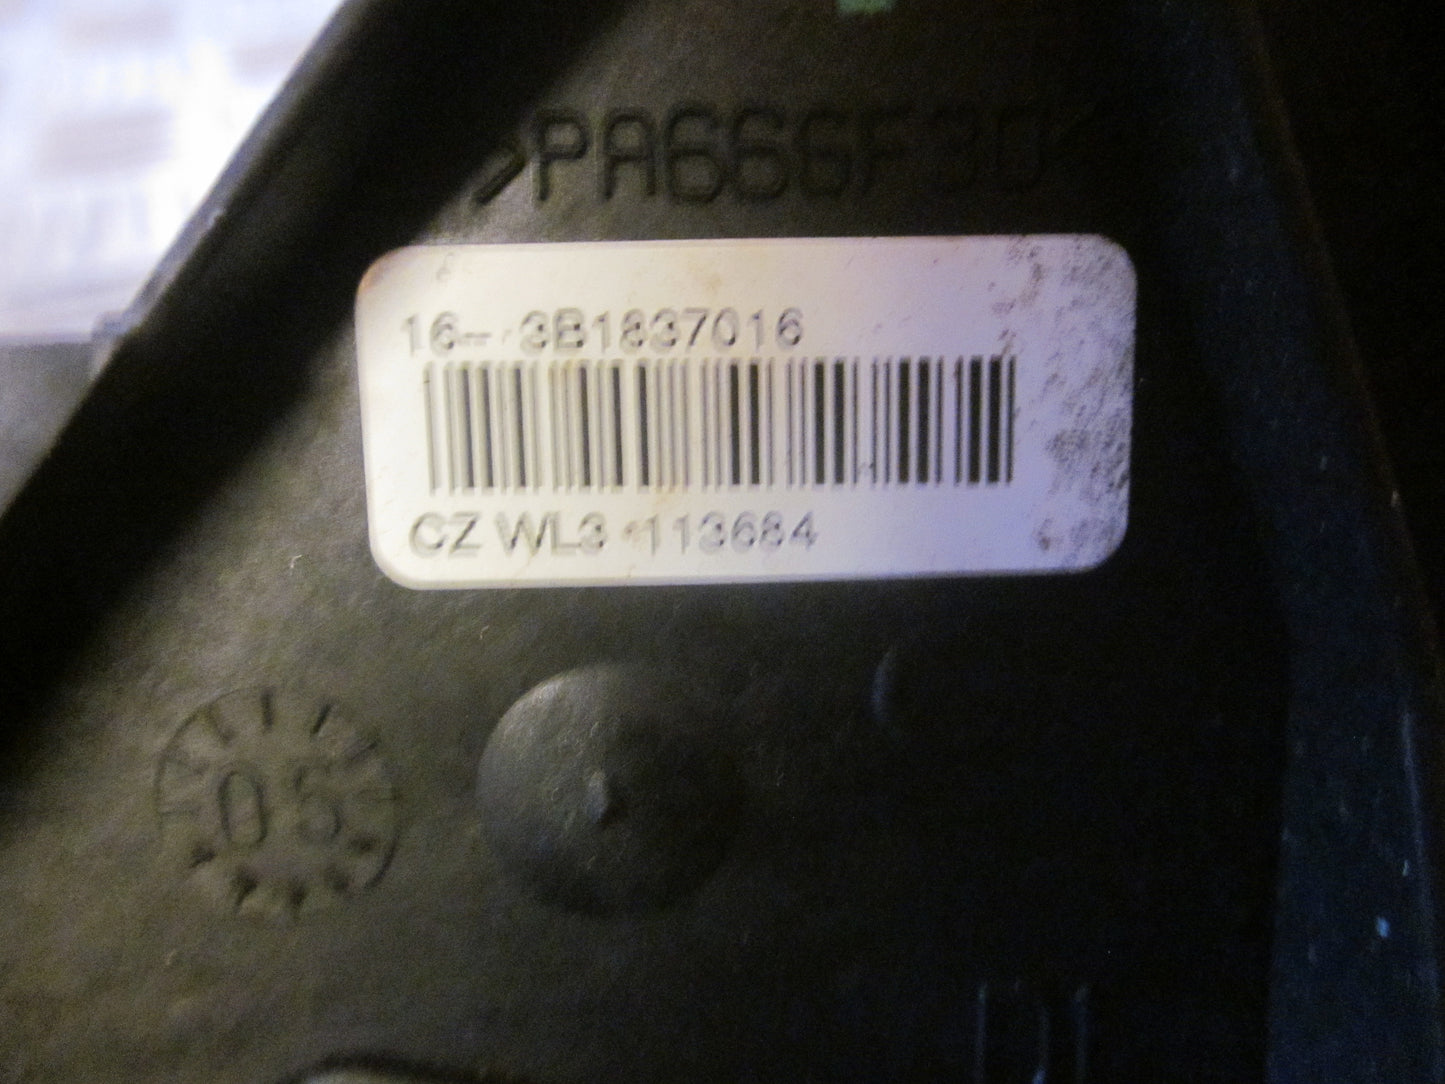 >PA66GF30<
16-- 3B1837016
CZ WL3 113684
05